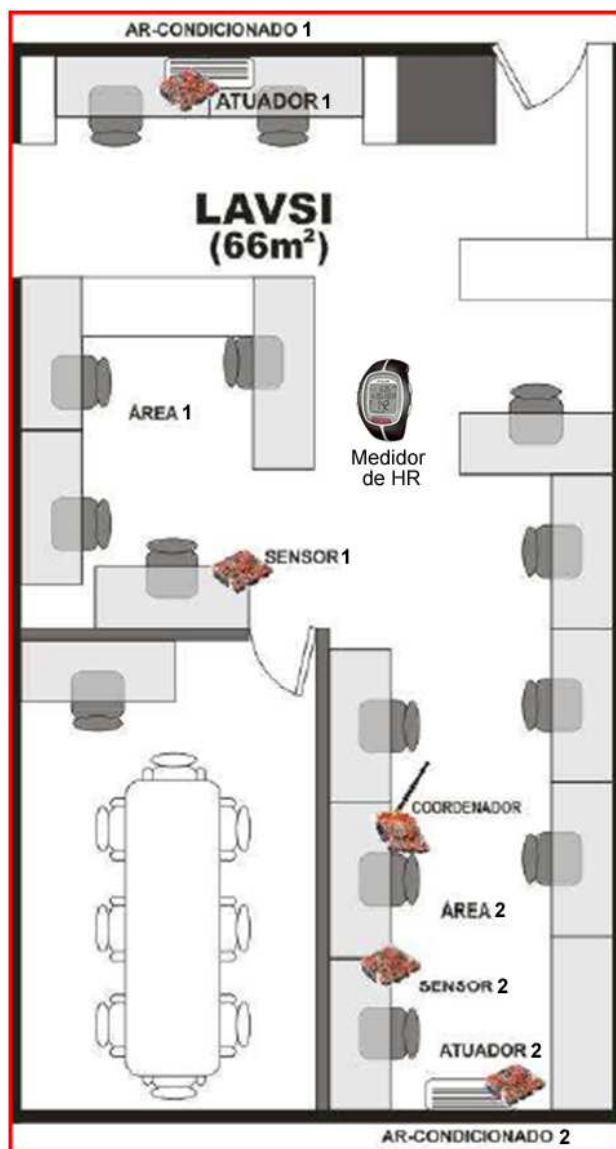 AR-CONDICIONADO 1
ATUADOR 1
LAVSI
(66m²)
ÁREA 1
Medidor
de HR
SENSOR 1
COORDENADOR
ÁREA 2
SENSOR 2
ATUADOR 2
AR-CONDICIONADO 2